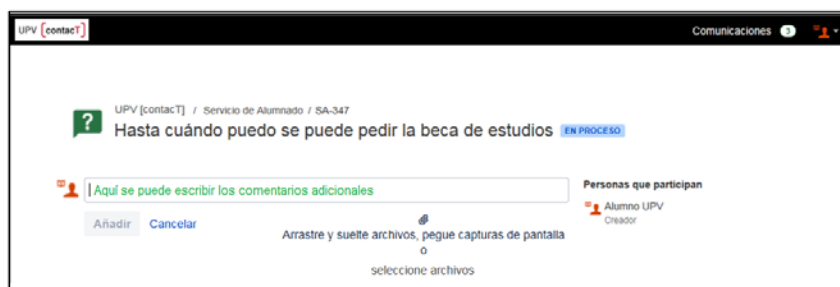 UPV [contacT]
Comunicaciones 3
UPV [contacT] / Servicio de Alumnado / SA-347
Hasta cuándo puedo se puede pedir la beca de estudios EN PROCESO
Aquí se puede escribir los comentarios adicionales
Añadir Cancelar
Arrastre y suelte archivos, pegue capturas de pantalla
o
seleccione archivos
Personas que participan
Alumno UPV
Creador